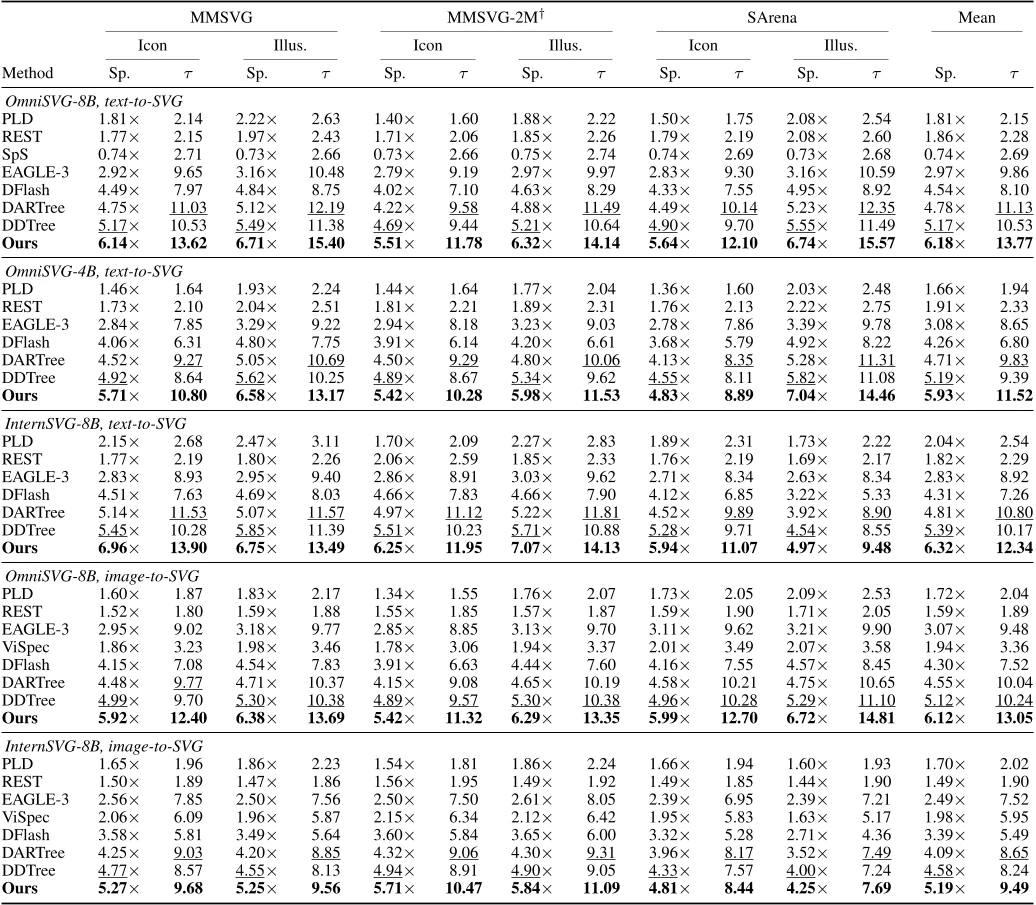 MMSVG MMSVG-2M† SArena Mean
Icon Illus. Icon Illus. Icon Illus.
Method Sp. τ Sp. τ Sp. τ Sp. τ Sp. τ Sp. τ Sp. τ
OmniSVG-8B, text-to-SVG
PLD 1.81× 2.14 2.22× 2.63 1.40× 1.60 1.88× 2.22 1.50× 1.75 2.08× 2.54 1.81× 2.15
REST 1.77× 2.15 1.97× 2.43 1.71× 2.06 1.85× 2.26 1.79× 2.19 2.08× 2.60 1.86× 2.28
SpS 0.74× 2.71 0.73× 2.66 0.73× 2.66 0.75× 2.74 0.74× 2.69 0.73× 2.68 0.74× 2.69
EAGLE-3 2.92× 9.65 3.16× 10.48 2.79× 9.19 2.97× 9.97 2.83× 9.30 3.16× 10.59 2.97× 9.86
DFlash 4.49× 7.97 4.84× 8.75 4.02× 7.10 4.63× 8.29 4.33× 7.55 4.95× 8.92 4.54× 8.10
DARTree 4.75× 11.03 5.12× 12.19 4.22× 9.58 4.88× 11.49 4.49× 10.14 5.23× 12.35 4.78× 11.13
DDTree 5.17× 10.53 5.49× 11.38 4.69× 9.44 5.21× 10.64 4.90× 9.70 5.55× 11.49 5.17× 10.53
Ours 6.14× 13.62 6.71× 15.40 5.51× 11.78 6.32× 14.14 5.64× 12.10 6.74× 15.57 6.18× 13.77
OmniSVG-4B, text-to-SVG
PLD 1.46× 1.64 1.93× 2.24 1.44× 1.64 1.77× 2.04 1.36× 1.60 2.03× 2.48 1.66× 1.94
REST 1.73× 2.10 2.04× 2.51 1.81× 2.21 1.89× 2.31 1.76× 2.13 2.22× 2.75 1.91× 2.33
EAGLE-3 2.84× 7.85 3.29× 9.22 2.94× 8.18 3.23× 9.03 2.78× 7.86 3.39× 9.78 3.08× 8.65
DFlash 4.06× 6.31 4.80× 7.75 3.91× 6.14 4.20× 6.61 3.68× 5.79 4.92× 8.22 4.26× 6.80
DARTree 4.52× 9.27 5.05× 10.69 4.50× 9.29 4.80× 10.06 4.13× 8.35 5.28× 11.31 4.71× 9.83
DDTree 4.92× 8.64 5.62× 10.25 4.89× 8.67 5.34× 9.62 4.55× 8.11 5.82× 11.08 5.19× 9.39
Ours 5.71× 10.80 6.58× 13.17 5.42× 10.28 5.98× 11.53 4.83× 8.89 7.04× 14.46 5.93× 11.52
InternSVG-8B, text-to-SVG
PLD 2.15× 2.68 2.47× 3.11 1.70× 2.09 2.27× 2.83 1.89× 2.31 1.73× 2.22 2.04× 2.54
REST 1.77× 2.19 1.80× 2.26 2.06× 2.59 1.85× 2.33 1.76× 2.19 1.69× 2.17 1.82× 2.29
EAGLE-3 2.83× 8.93 2.95× 9.40 2.86× 8.91 3.03× 9.62 2.71× 8.34 2.63× 8.34 2.83× 8.92
DFlash 4.51× 7.63 4.69× 8.03 4.66× 7.83 4.66× 7.90 4.12× 6.85 3.22× 5.33 4.31× 7.26
DARTree 5.14× 11.53 5.07× 11.57 4.97× 11.12 5.22× 11.81 4.52× 9.89 3.92× 8.90 4.81× 10.80
DDTree 5.45× 10.28 5.85× 11.39 5.51× 10.23 5.71× 10.88 5.28× 9.71 4.54× 8.55 5.39× 10.17
Ours 6.96× 13.90 6.75× 13.49 6.25× 11.95 7.07× 14.13 5.94× 11.07 4.97× 9.48 6.32× 12.34
OmniSVG-8B, image-to-SVG
PLD 1.60× 1.87 1.83× 2.17 1.34× 1.55 1.76× 2.07 1.73× 2.05 2.09× 2.53 1.72× 2.04
REST 1.52× 1.80 1.59× 1.88 1.55× 1.85 1.57× 1.87 1.59× 1.90 1.71× 2.05 1.59× 1.89
EAGLE-3 2.95× 9.02 3.18× 9.77 2.85× 8.85 3.13× 9.70 3.11× 9.62 3.21× 9.90 3.07× 9.48
ViSpec 1.86× 3.23 1.98× 3.46 1.78× 3.06 1.94× 3.37 2.01× 3.49 2.07× 3.58 1.94× 3.36
DFlash 4.15× 7.08 4.54× 7.83 3.91× 6.63 4.44× 7.60 4.16× 7.55 4.57× 8.45 4.30× 7.52
DARTree 4.48× 9.77 4.71× 10.37 4.15× 9.08 4.65× 10.19 4.58× 10.21 4.75× 10.65 4.55× 10.04
DDTree 4.99× 9.70 5.30× 10.38 4.89× 9.57 5.30× 10.38 4.96× 10.28 5.29× 11.10 5.12× 10.24
Ours 5.92× 12.40 6.38× 13.69 5.42× 11.32 6.29× 13.35 5.99× 12.70 6.72× 14.81 6.12× 13.05
InternSVG-8B, image-to-SVG
PLD 1.65× 1.96 1.86× 2.23 1.54× 1.81 1.86× 2.24 1.66× 1.94 1.60× 1.93 1.70× 2.02
REST 1.50× 1.89 1.47× 1.86 1.56× 1.95 1.49× 1.92 1.49× 1.85 1.44× 1.90 1.49× 1.90
EAGLE-3 2.56× 7.85 2.50× 7.56 2.50× 7.50 2.61× 8.05 2.39× 6.95 2.39× 7.21 2.49× 7.52
ViSpec 2.06× 6.09 1.96× 5.87 2.15× 6.34 2.12× 6.42 1.95× 5.83 1.63× 5.17 1.98× 5.95
DFlash 3.58× 5.81 3.49× 5.64 3.60× 5.84 3.65× 6.00 3.32× 5.28 2.71× 4.36 3.39× 5.49
DARTree 4.25× 9.03 4.20× 8.85 4.32× 9.06 4.30× 9.31 3.96× 8.17 3.52× 7.49 4.09× 8.65
DDTree 4.77× 8.57 4.55× 8.13 4.94× 8.91 4.90× 9.05 4.33× 7.57 4.00× 7.24 4.58× 8.24
Ours 5.27× 9.68 5.25× 9.56 5.71× 10.47 5.84× 11.09 4.81× 8.44 4.25× 7.69 5.19× 9.49